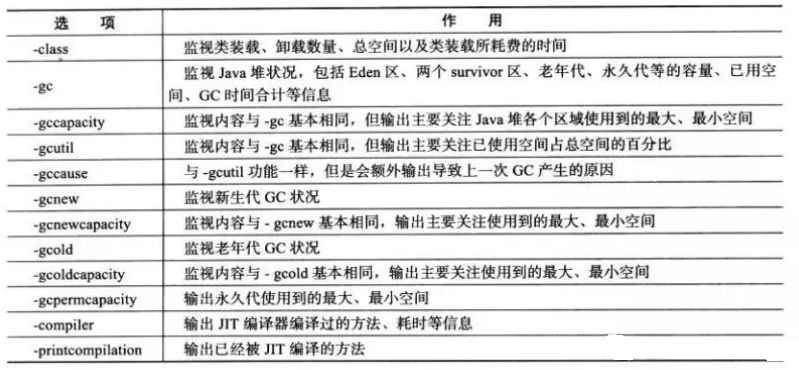 选 项 作 用
-class 监视类装载、卸载数量、总空间以及类装载所耗费的时间
-gc 监视 Java 堆状况，包括 Eden 区、两个 survivor 区、老年代、永久代等的容量、已用空
间、GC 时间合计等信息
-gccapacity 监视内容与 -gc 基本相同，但输出主要关注 Java 堆各个区域使用到的最大、最小空间
-gcutil 监视内容与 -gc 基本相同，但输出主要关注已使用空间占总空间的百分比
-gccause 与 -gcutil 功能一样，但是会额外输出导致上一次 GC 产生的原因
-gcnew 监视新生代 GC 状况
-gcnewcapacity 监视内容与 - gcnew 基本相同，输出主要关注使用到的最大、最小空间
-gcold 监视老年代 GC 状况
-gcoldcapacity 监视内容与 - gcold 基本相同，输出主要关注使用到的最大、最小空间
-gcpermcapacity 输出永久代使用到的最大、最小空间
-compiler 输出 JIT 编译器编译过的方法、耗时等信息
-printcompilation 输出已经被 JIT 编译的方法